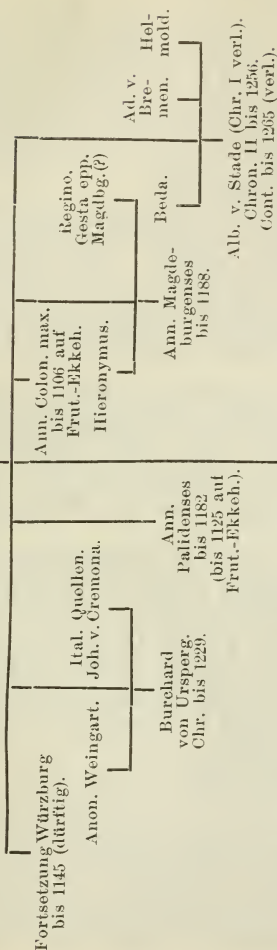 Fortsetzung Würzburg
bis 1145 (dürftig).
Anon. Weingart.
Ital. Quellen.
Joh. v. Cremona.
Burchard
von Ursperg.
Chr. bis 1229.
Ann.
Palidenses
bis 1182
(bis 1125 auf
Frut.-Ekkeh.).
Ann. Colon. max.
bis 1106 auf
Frut.-Ekkeh.
Hieronymus.
Regino.
Gesta epp.
Magdbg. (?)
Ann. Magde-
burgenses
bis 1188.
Beda.
Ad. v.
Bre-
men.
Hel-
mold.
Alb. v. Stade (Chr. I verl.).
Chron. II bis 1256.
Cont. bis 1265 (verl.).